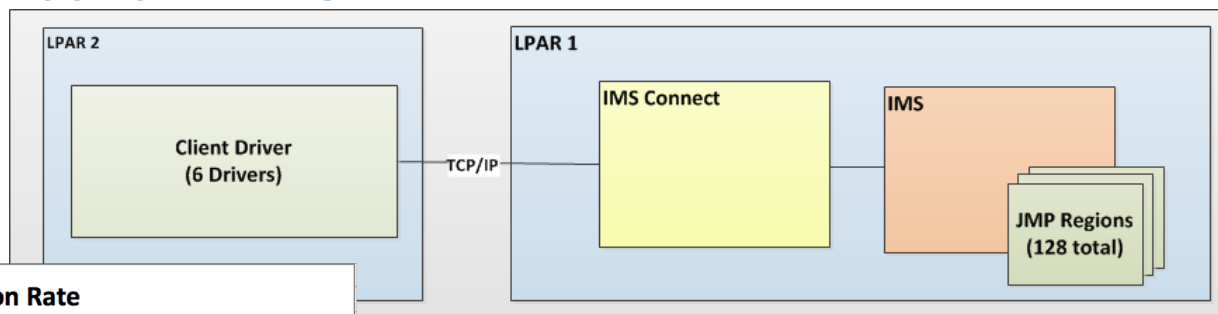 LPAR 2
LPAR 1
IMS Connect
IMS
Client Driver
(6 Drivers)
TCP/IP
JMP Regions
(128 total)
on Rate